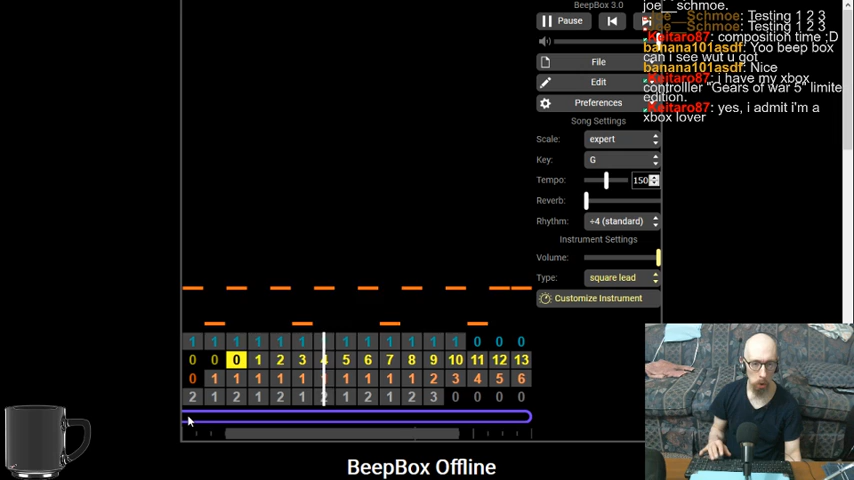 BeepBox 3.0
Pause
File
Edit
Preferences
Song Settings
Scale: expert
Key: G
Tempo: 150
Reverb:
Rhythm: ÷4 (standard)
Instrument Settings
Volume:
Type: square lead
Customize Instrument
joe__schmoe.
Joe__Schmoe: Testing 1 2 3
Testing 1 2 3
Keitaro87: composition time ;D
banana101asdf: Yoo beep box
can i see wut u got
banana101asdf: Nice
Keitaro87: i have my xbox
controlller "Gears of war 5" limite
edition.
Keitaro87: yes, i admit i'm a
xbox lover
1 1 1 1 1 1 1 1 1 1 1 1 1 0 0 0
0 0 0 1 2 3 4 5 6 7 8 9 10 11 12 13
0 1 1 1 1 1 1 1 1 1 1 2 3 4 5 6
2 1 2 1 2 1 2 1 2 1 2 3 0 0 0 0
BeepBox Offline